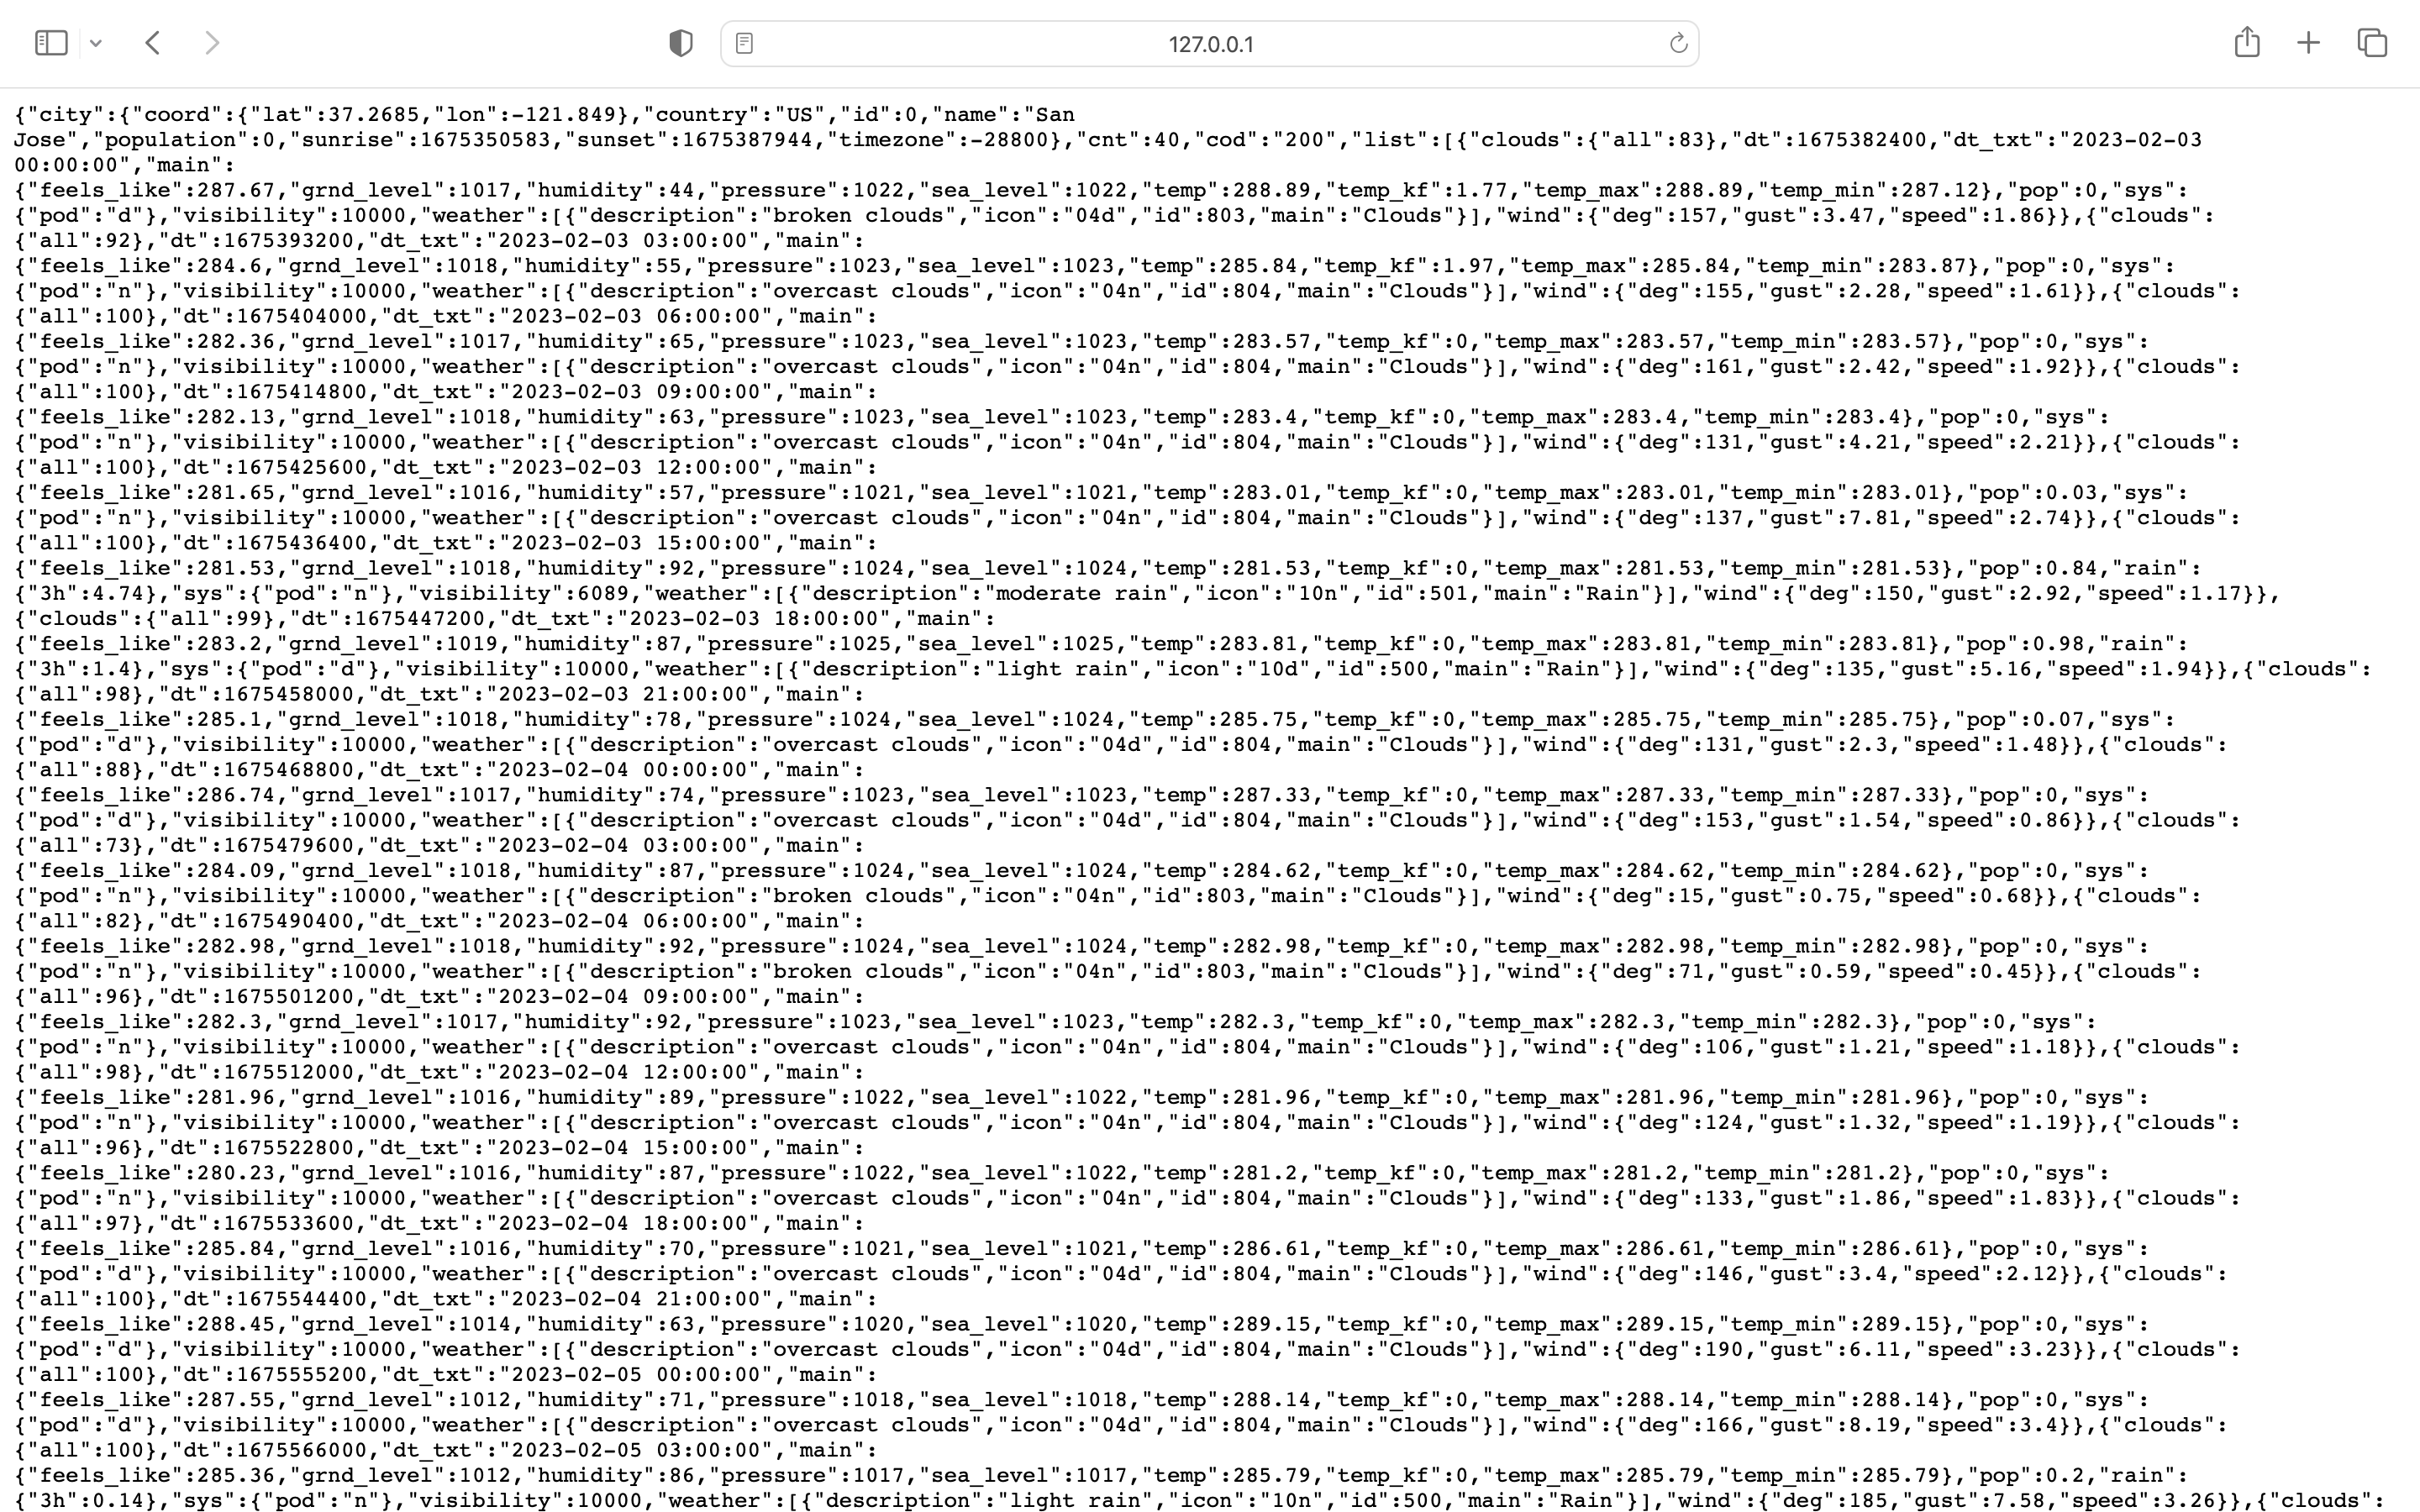 127.0.0.1
{"city":{"coord":{"lat":37.2685,"lon":-121.849},"country":"US","id":0,"name":"San
Jose","population":0,"sunrise":1675350583,"sunset":1675387944,"timezone":-28800},"cnt":40,"cod":"200","list":[{"clouds":{"all":83},"dt":1675382400,"dt_txt":"2023-02-03
00:00:00","main":
{"feels_like":287.67,"grnd_level":1017,"humidity":44,"pressure":1022,"sea_level":1022,"temp":288.89,"temp_kf":1.77,"temp_max":288.89,"temp_min":287.12},"pop":0,"sys":
{"pod":"d"},"visibility":10000,"weather":[{"description":"broken clouds","icon":"04d","id":803,"main":"Clouds"}],"wind":{"deg":157,"gust":3.47,"speed":1.86}},{"clouds":
{"all":92},"dt":1675393200,"dt_txt":"2023-02-03 03:00:00","main":
{"feels_like":284.6,"grnd_level":1018,"humidity":55,"pressure":1023,"sea_level":1023,"temp":285.84,"temp_kf":1.97,"temp_max":285.84,"temp_min":283.87},"pop":0,"sys":
{"pod":"n"},"visibility":10000,"weather":[{"description":"overcast clouds","icon":"04n","id":804,"main":"Clouds"}],"wind":{"deg":155,"gust":2.28,"speed":1.61}},{"clouds":
{"all":100},"dt":1675404000,"dt_txt":"2023-02-03 06:00:00","main":
{"feels_like":282.36,"grnd_level":1017,"humidity":65,"pressure":1023,"sea_level":1023,"temp":283.57,"temp_kf":0,"temp_max":283.57,"temp_min":283.57},"pop":0,"sys":
{"pod":"n"},"visibility":10000,"weather":[{"description":"overcast clouds","icon":"04n","id":804,"main":"Clouds"}],"wind":{"deg":161,"gust":2.42,"speed":1.92}},{"clouds":
{"all":100},"dt":1675414800,"dt_txt":"2023-02-03 09:00:00","main":
{"feels_like":282.13,"grnd_level":1018,"humidity":63,"pressure":1023,"sea_level":1023,"temp":283.4,"temp_kf":0,"temp_max":283.4,"temp_min":283.4},"pop":0,"sys":
{"pod":"n"},"visibility":10000,"weather":[{"description":"overcast clouds","icon":"04n","id":804,"main":"Clouds"}],"wind":{"deg":131,"gust":4.21,"speed":2.21}},{"clouds":
{"all":100},"dt":1675425600,"dt_txt":"2023-02-03 12:00:00","main":
{"feels_like":281.65,"grnd_level":1016,"humidity":57,"pressure":1021,"sea_level":1021,"temp":283.01,"temp_kf":0,"temp_max":283.01,"temp_min":283.01},"pop":0.03,"sys":
{"pod":"n"},"visibility":10000,"weather":[{"description":"overcast clouds","icon":"04n","id":804,"main":"Clouds"}],"wind":{"deg":137,"gust":7.81,"speed":2.74}},{"clouds":
{"all":100},"dt":1675436400,"dt_txt":"2023-02-03 15:00:00","main":
{"feels_like":281.53,"grnd_level":1018,"humidity":92,"pressure":1024,"sea_level":1024,"temp":281.53,"temp_kf":0,"temp_max":281.53,"temp_min":281.53},"pop":0.84,"rain":
{"3h":4.74},"sys":{"pod":"n"},"visibility":6089,"weather":[{"description":"moderate rain","icon":"10n","id":501,"main":"Rain"}],"wind":{"deg":150,"gust":2.92,"speed":1.17}},
{"clouds":{"all":99},"dt":1675447200,"dt_txt":"2023-02-03 18:00:00","main":
{"feels_like":283.2,"grnd_level":1019,"humidity":87,"pressure":1025,"sea_level":1025,"temp":283.81,"temp_kf":0,"temp_max":283.81,"temp_min":283.81},"pop":0.98,"rain":
{"3h":1.4},"sys":{"pod":"d"},"visibility":10000,"weather":[{"description":"light rain","icon":"10d","id":500,"main":"Rain"}],"wind":{"deg":135,"gust":5.16,"speed":1.94}},{"clouds":
{"all":98},"dt":1675458000,"dt_txt":"2023-02-03 21:00:00","main":
{"feels_like":285.1,"grnd_level":1018,"humidity":78,"pressure":1024,"sea_level":1024,"temp":285.75,"temp_kf":0,"temp_max":285.75,"temp_min":285.75},"pop":0.07,"sys":
{"pod":"d"},"visibility":10000,"weather":[{"description":"overcast clouds","icon":"04d","id":804,"main":"Clouds"}],"wind":{"deg":131,"gust":2.3,"speed":1.48}},{"clouds":
{"all":88},"dt":1675468800,"dt_txt":"2023-02-04 00:00:00","main":
{"feels_like":286.74,"grnd_level":1017,"humidity":74,"pressure":1023,"sea_level":1023,"temp":287.33,"temp_kf":0,"temp_max":287.33,"temp_min":287.33},"pop":0,"sys":
{"pod":"d"},"visibility":10000,"weather":[{"description":"overcast clouds","icon":"04d","id":804,"main":"Clouds"}],"wind":{"deg":153,"gust":1.54,"speed":0.86}},{"clouds":
{"all":73},"dt":1675479600,"dt_txt":"2023-02-04 03:00:00","main":
{"feels_like":284.09,"grnd_level":1018,"humidity":87,"pressure":1024,"sea_level":1024,"temp":284.62,"temp_kf":0,"temp_max":284.62,"temp_min":284.62},"pop":0,"sys":
{"pod":"n"},"visibility":10000,"weather":[{"description":"broken clouds","icon":"04n","id":803,"main":"Clouds"}],"wind":{"deg":15,"gust":0.75,"speed":0.68}},{"clouds":
{"all":82},"dt":1675490400,"dt_txt":"2023-02-04 06:00:00","main":
{"feels_like":282.98,"grnd_level":1018,"humidity":92,"pressure":1024,"sea_level":1024,"temp":282.98,"temp_kf":0,"temp_max":282.98,"temp_min":282.98},"pop":0,"sys":
{"pod":"n"},"visibility":10000,"weather":[{"description":"broken clouds","icon":"04n","id":803,"main":"Clouds"}],"wind":{"deg":71,"gust":0.59,"speed":0.45}},{"clouds":
{"all":96},"dt":1675501200,"dt_txt":"2023-02-04 09:00:00","main":
{"feels_like":282.3,"grnd_level":1017,"humidity":92,"pressure":1023,"sea_level":1023,"temp":282.3,"temp_kf":0,"temp_max":282.3,"temp_min":282.3},"pop":0,"sys":
{"pod":"n"},"visibility":10000,"weather":[{"description":"overcast clouds","icon":"04n","id":804,"main":"Clouds"}],"wind":{"deg":106,"gust":1.21,"speed":1.18}},{"clouds":
{"all":98},"dt":1675512000,"dt_txt":"2023-02-04 12:00:00","main":
{"feels_like":281.96,"grnd_level":1016,"humidity":89,"pressure":1022,"sea_level":1022,"temp":281.96,"temp_kf":0,"temp_max":281.96,"temp_min":281.96},"pop":0,"sys":
{"pod":"n"},"visibility":10000,"weather":[{"description":"overcast clouds","icon":"04n","id":804,"main":"Clouds"}],"wind":{"deg":124,"gust":1.32,"speed":1.19}},{"clouds":
{"all":96},"dt":1675522800,"dt_txt":"2023-02-04 15:00:00","main":
{"feels_like":280.23,"grnd_level":1016,"humidity":87,"pressure":1022,"sea_level":1022,"temp":281.2,"temp_kf":0,"temp_max":281.2,"temp_min":281.2},"pop":0,"sys":
{"pod":"n"},"visibility":10000,"weather":[{"description":"overcast clouds","icon":"04n","id":804,"main":"Clouds"}],"wind":{"deg":133,"gust":1.86,"speed":1.83}},{"clouds":
{"all":97},"dt":1675533600,"dt_txt":"2023-02-04 18:00:00","main":
{"feels_like":285.84,"grnd_level":1016,"humidity":70,"pressure":1021,"sea_level":1021,"temp":286.61,"temp_kf":0,"temp_max":286.61,"temp_min":286.61},"pop":0,"sys":
{"pod":"d"},"visibility":10000,"weather":[{"description":"overcast clouds","icon":"04d","id":804,"main":"Clouds"}],"wind":{"deg":146,"gust":3.4,"speed":2.12}},{"clouds":
{"all":100},"dt":1675544400,"dt_txt":"2023-02-04 21:00:00","main":
{"feels_like":288.45,"grnd_level":1014,"humidity":63,"pressure":1020,"sea_level":1020,"temp":289.15,"temp_kf":0,"temp_max":289.15,"temp_min":289.15},"pop":0,"sys":
{"pod":"d"},"visibility":10000,"weather":[{"description":"overcast clouds","icon":"04d","id":804,"main":"Clouds"}],"wind":{"deg":190,"gust":6.11,"speed":3.23}},{"clouds":
{"all":100},"dt":1675555200,"dt_txt":"2023-02-05 00:00:00","main":
{"feels_like":287.55,"grnd_level":1012,"humidity":71,"pressure":1018,"sea_level":1018,"temp":288.14,"temp_kf":0,"temp_max":288.14,"temp_min":288.14},"pop":0,"sys":
{"pod":"d"},"visibility":10000,"weather":[{"description":"overcast clouds","icon":"04d","id":804,"main":"Clouds"}],"wind":{"deg":166,"gust":8.19,"speed":3.4}},{"clouds":
{"all":100},"dt":1675566000,"dt_txt":"2023-02-05 03:00:00","main":
{"feels_like":285.36,"grnd_level":1012,"humidity":86,"pressure":1017,"sea_level":1017,"temp":285.79,"temp_kf":0,"temp_max":285.79,"temp_min":285.79},"pop":0.2,"rain":
{"3h":0.14},"sys":{"pod":"n"},"visibility":10000,"weather":[{"description":"light rain","icon":"10n","id":500,"main":"Rain"}],"wind":{"deg":185,"gust":7.58,"speed":3.26}},{"clouds":